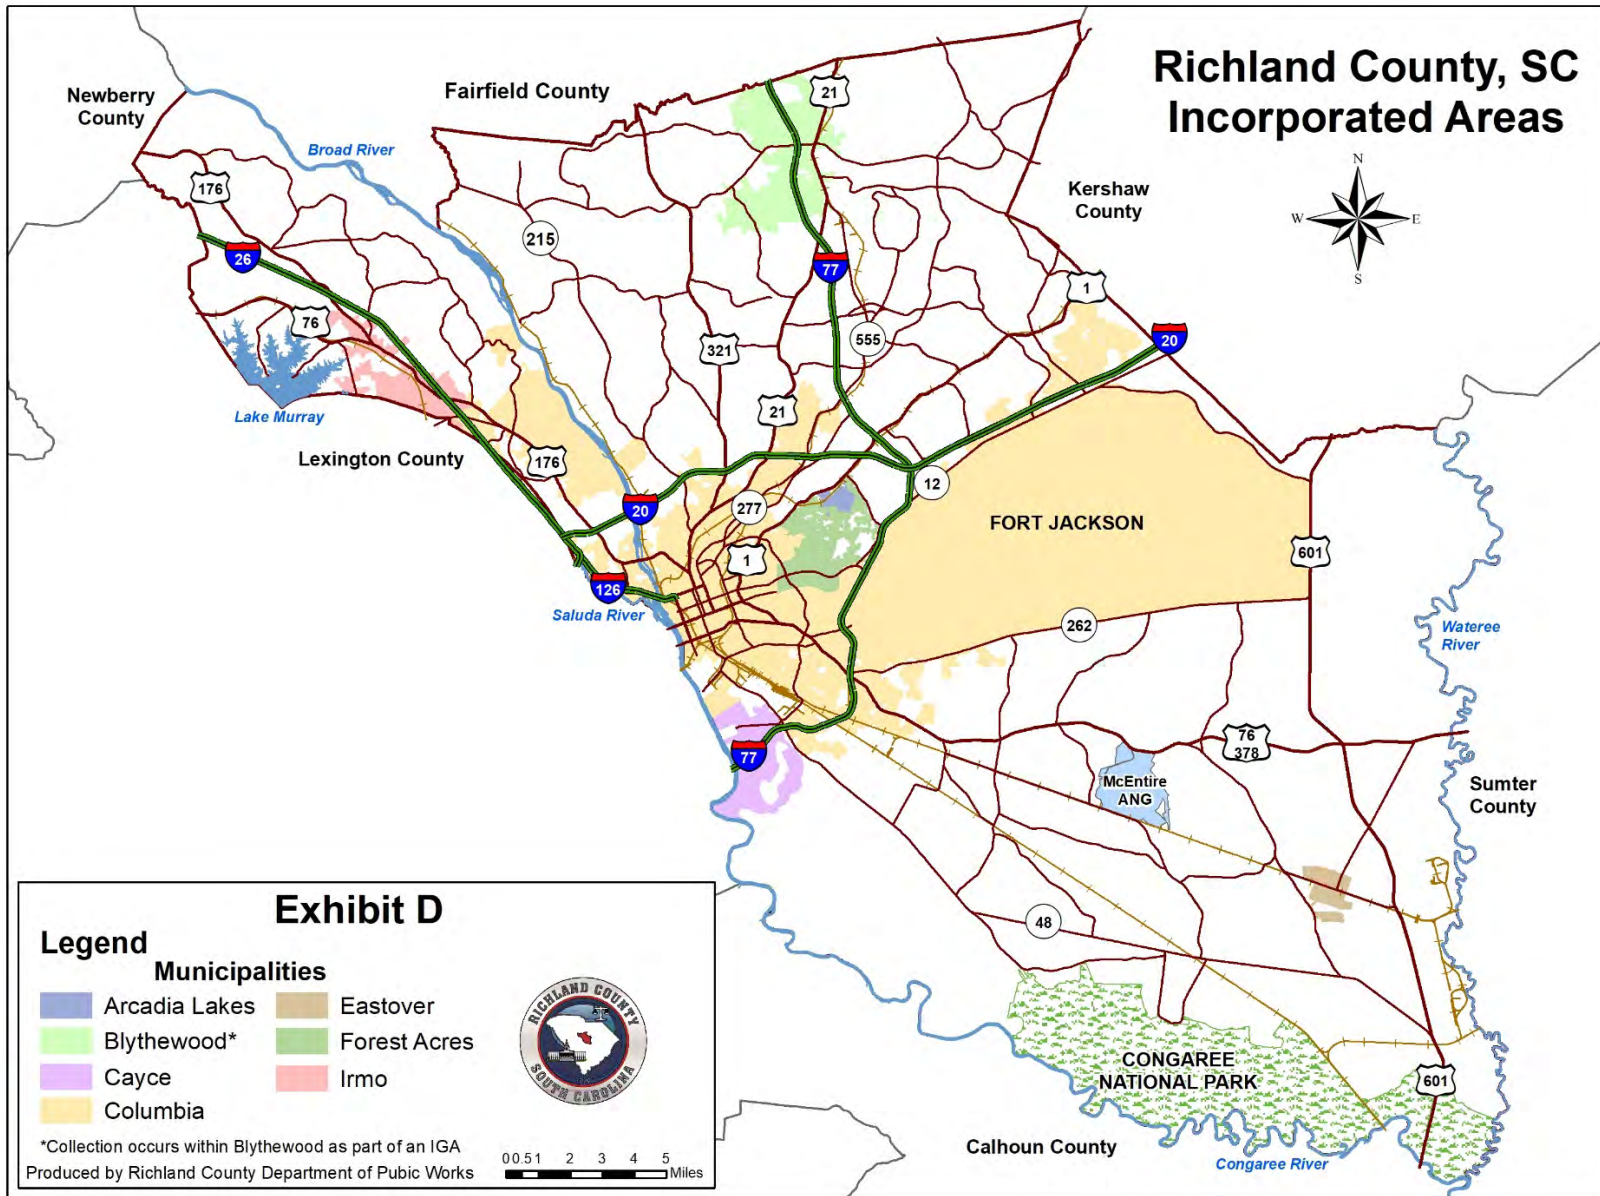 Richland County, SC
Incorporated Areas
Newberry
County
Fairfield County
21
Broad River
176
Kershaw
County
N
W
E
S
215
26
77
1
76
321
555
20
Lake Murray
21
Lexington County
176
12
20
277
FORT JACKSON
1
601
126
Saluda River
262
Wateree
River
76
378
77
McEntire
ANG
Sumter
County
48
CONGAREE
NATIONAL PARK
601
Calhoun County
Congaree River
Exhibit D
Legend
Municipalities
Arcadia Lakes
Eastover
Blythewood*
Forest Acres
Cayce
Irmo
Columbia
RICHLAND COUNTY
SOUTH CAROLINA
*Collection occurs within Blythewood as part of an IGA
Produced by Richland County Department of Pubic Works
0 0.5 1 2 3 4 5
Miles